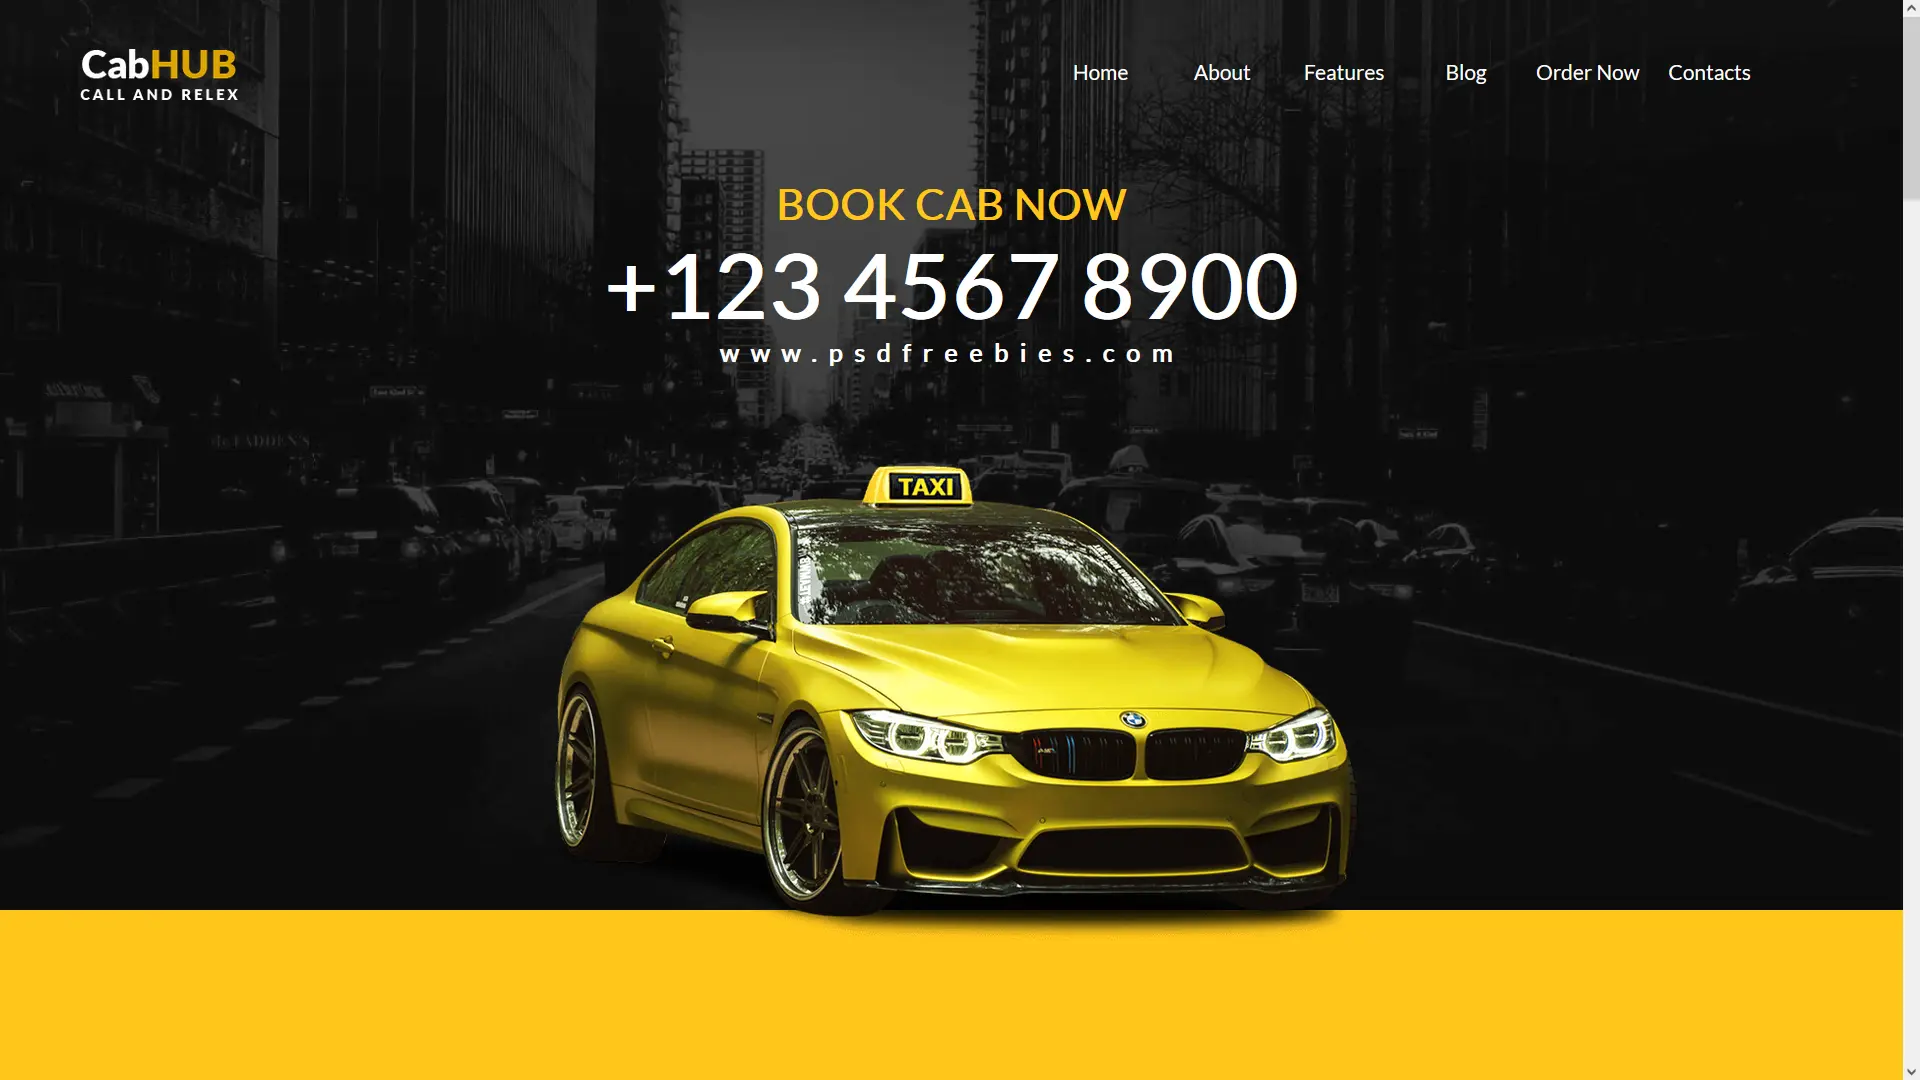 CabHUB
CALL AND RELEX
Home About Features Blog Order Now Contacts
BOOK CAB NOW
+123 4567 8900
www.psdfreebies.com
McFADDEN'S
TAXI